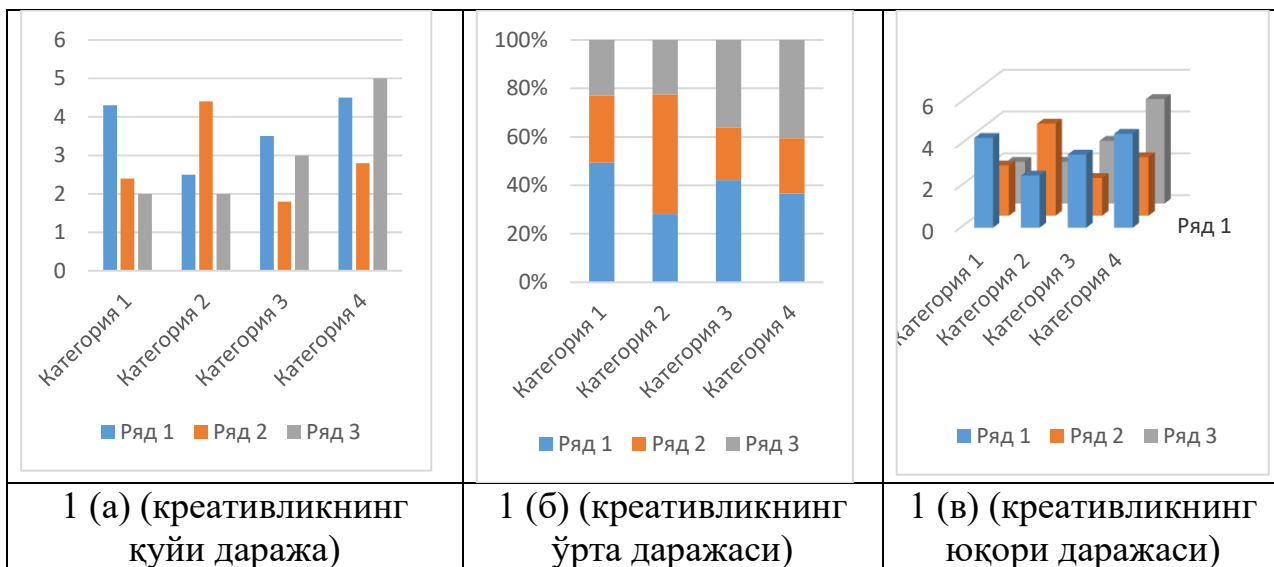 6
5
4
3
2
1
0
Категория 1
Категория 2
Категория 3
Категория 4
Ряд 1 Ряд 2 Ряд 3
1 (а) (креативликнинг
қуйи даража)
100%
80%
60%
40%
20%
0%
Категория 1
Категория 2
Категория 3
Категория 4
Ряд 1 Ряд 2 Ряд 3
1 (б) (креативликнинг
ўрта даражаси)
6
4
2
0
Ряд 1
Категория 1
Категория 2
Категория 3
Категория 4
Ряд 1 Ряд 2 Ряд 3
1 (в) (креативликнинг
юқори даражаси)